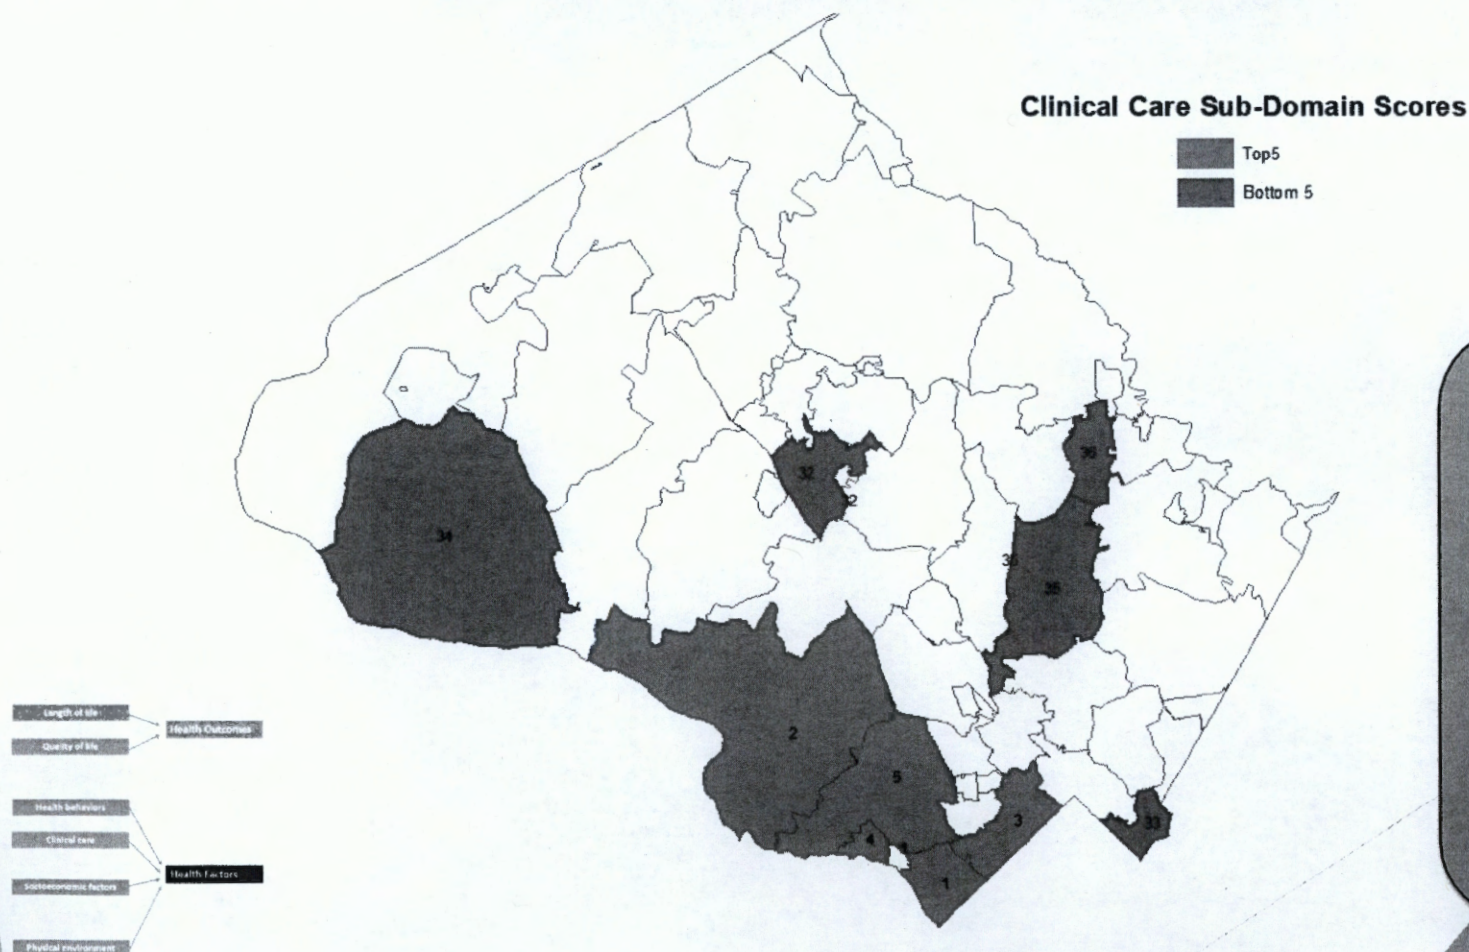 Clinical Care Sub-Domain Scores
Top5
Bottom 5
36
32
34
35
2
5
3
33
4
1
Length of life
Health Outcomes
Quality of life
Health behaviors
Clinical care
Health Factors
Socioeconomic factors
Physical environment